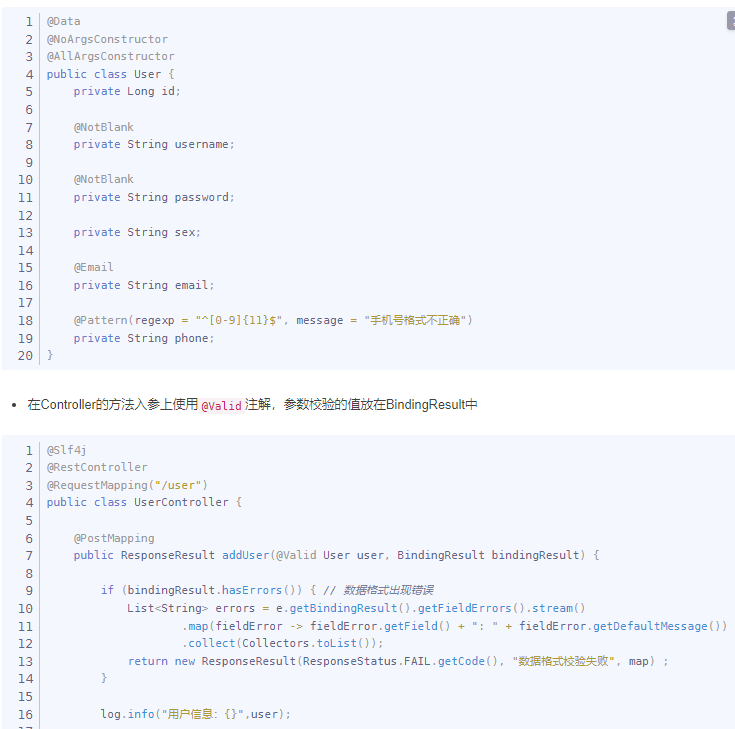 1 @Data
2 @NoArgsConstructor
3 @AllArgsConstructor
4 public class User {
5     private Long id;
6
7     @NotBlank
8     private String username;
9
10     @NotBlank
11     private String password;
12
13     private String sex;
14
15     @Email
16     private String email;
17
18     @Pattern(regexp = "^[0-9]{11}$", message = "手机号格式不正确")
19     private String phone;
20 }
• 在Controller的方法入参上使用 @Valid 注解，参数校验的值放在BindingResult中
1 @Slf4j
2 @RestController
3 @RequestMapping("/user")
4 public class UserController {
5
6     @PostMapping
7     public ResponseResult addUser(@Valid User user, BindingResult bindingResult) {
8
9         if (bindingResult.hasErrors()) { // 数据格式出现错误
10             List<String> errors = e.getBindingResult().getFieldErrors().stream()
11                     .map(fieldError -> fieldError.getField() + ": " + fieldError.getDefaultMessage())
12                     .collect(Collectors.toList());
13             return new ResponseResult(ResponseStatus.FAIL.getCode(), "数据格式校验失败", map) ;
14         }
15
16         log.info("用户信息: {}",user);